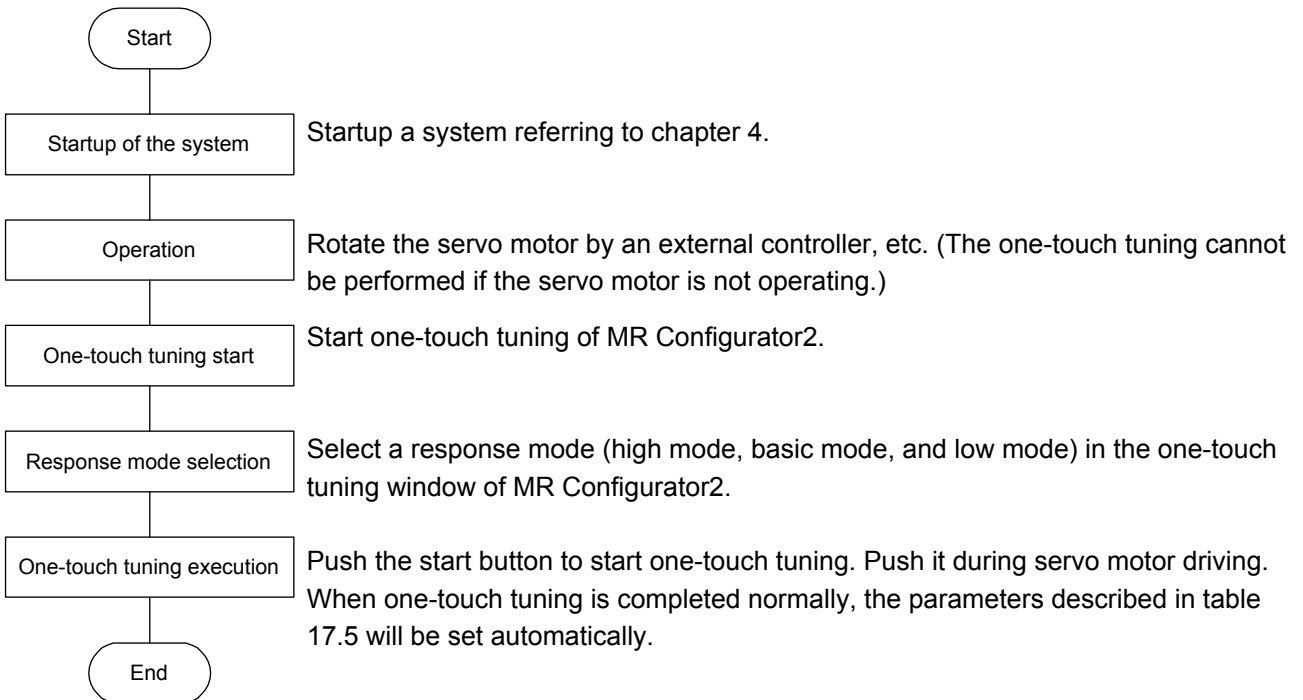 Start
Startup of the system
Startup a system referring to chapter 4.
Operation
Rotate the servo motor by an external controller, etc. (The one-touch tuning cannot
be performed if the servo motor is not operating.)
One-touch tuning start
Start one-touch tuning of MR Configurator2.
Response mode selection
Select a response mode (high mode, basic mode, and low mode) in the one-touch
tuning window of MR Configurator2.
One-touch tuning execution
Push the start button to start one-touch tuning. Push it during servo motor driving.
When one-touch tuning is completed normally, the parameters described in table
17.5 will be set automatically.
End